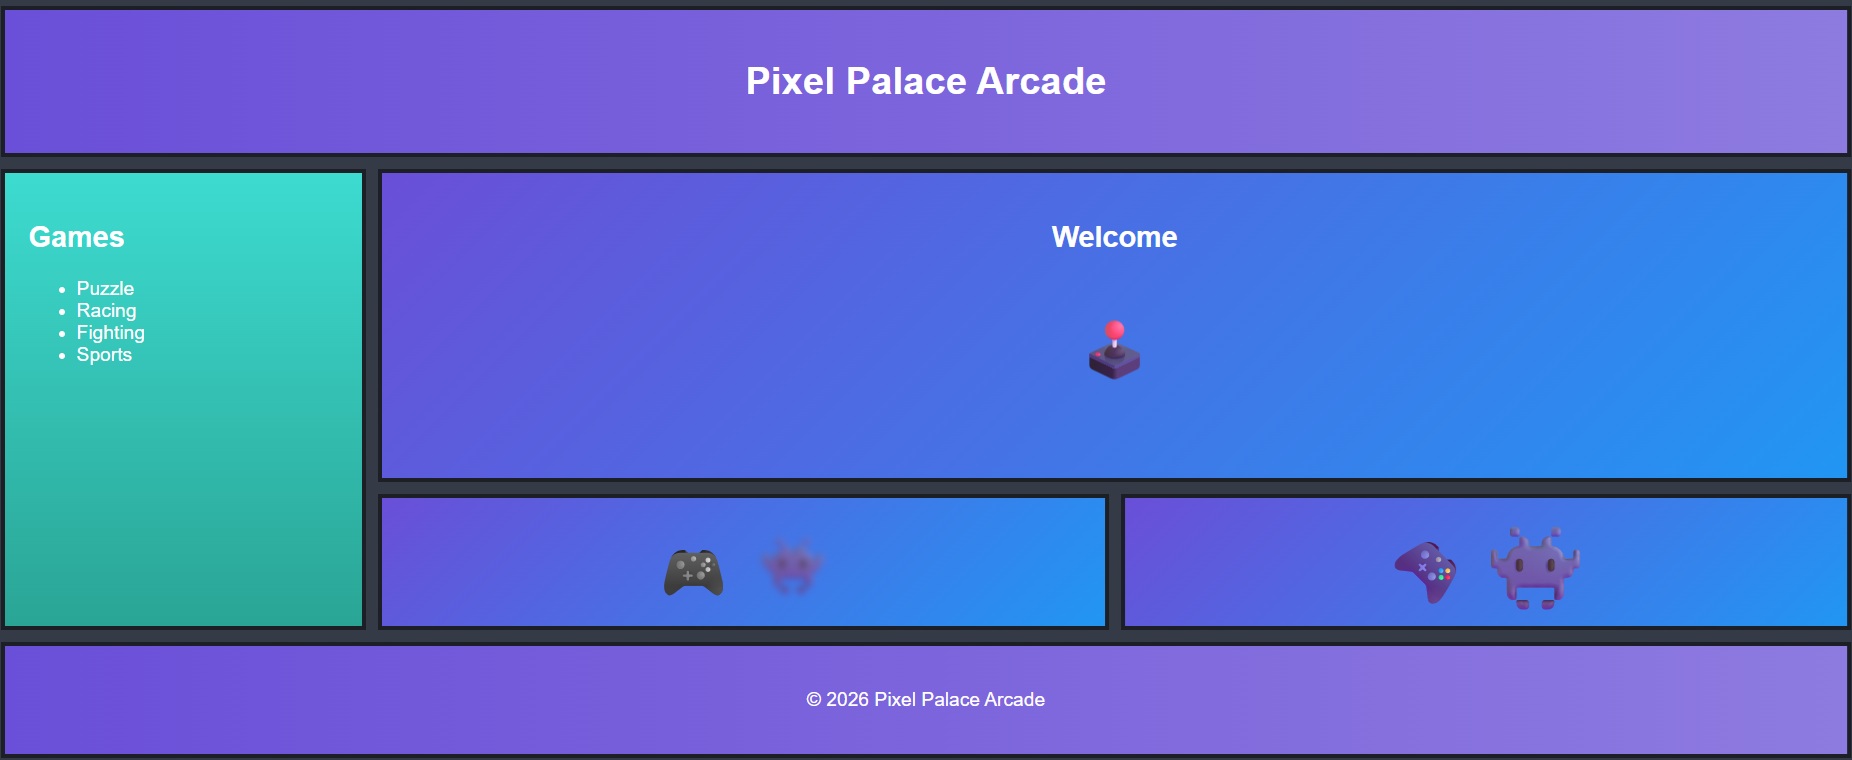 Pixel Palace Arcade
Games
Puzzle
Racing
Fighting
Sports
Welcome
© 2026 Pixel Palace Arcade